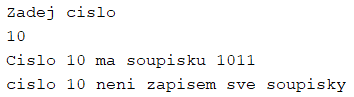 Zadej cislo
10
Cislo 10 ma soupisku 1011
cislo 10 neni zapisem sve soupisky